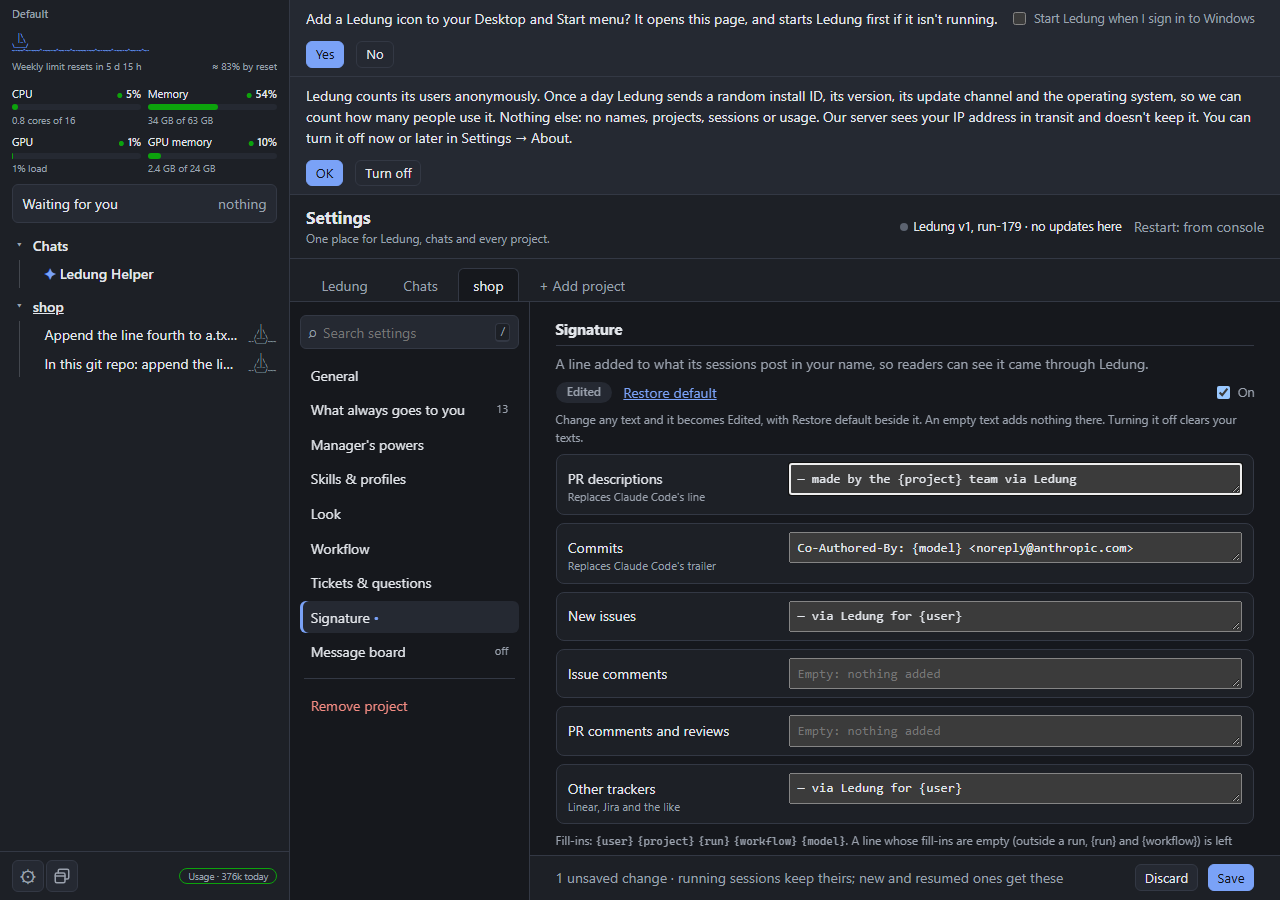 Default
Weekly limit resets in 5 d 15 h
≈ 83% by reset
CPU
5%
Memory
54%
0.8 cores of 16
34 GB of 63 GB
GPU
1%
GPU memory
10%
1% load
2.4 GB of 24 GB
Waiting for you
nothing
Chats
Ledung Helper
shop
Append the line fourth to a.tx...
In this git repo: append the li...
Usage · 376k today
Add a Ledung icon to your Desktop and Start menu? It opens this page, and starts Ledung first if it isn't running.
Start Ledung when I sign in to Windows
Yes
No
Ledung counts its users anonymously. Once a day Ledung sends a random install ID, its version, its update channel and the operating system, so we can
count how many people use it. Nothing else: no names, projects, sessions or usage. Our server sees your IP address in transit and doesn't keep it. You can
turn it off now or later in Settings → About.
OK
Turn off
Settings
One place for Ledung, chats and every project.
Ledung v1, run-179 · no updates here
Restart: from console
Ledung
Chats
shop
+ Add project
Search settings
/
General
What always goes to you
13
Manager's powers
Skills & profiles
Look
Workflow
Tickets & questions
Signature •
Message board
off
Remove project
Signature
A line added to what its sessions post in your name, so readers can see it came through Ledung.
Edited
Restore default
On
Change any text and it becomes Edited, with Restore default beside it. An empty text adds nothing there. Turning it off clears your
texts.
PR descriptions
Replaces Claude Code's line
— made by the {project} team via Ledung
Commits
Replaces Claude Code's trailer
Co-Authored-By: {model} <noreply@anthropic.com>
New issues
— via Ledung for {user}
Issue comments
Empty: nothing added
PR comments and reviews
Empty: nothing added
Other trackers
Linear, Jira and the like
— via Ledung for {user}
Fill-ins: {user} {project} {run} {workflow} {model}. A line whose fill-ins are empty (outside a run, {run} and {workflow}) is left
1 unsaved change · running sessions keep theirs; new and resumed ones get these
Discard
Save